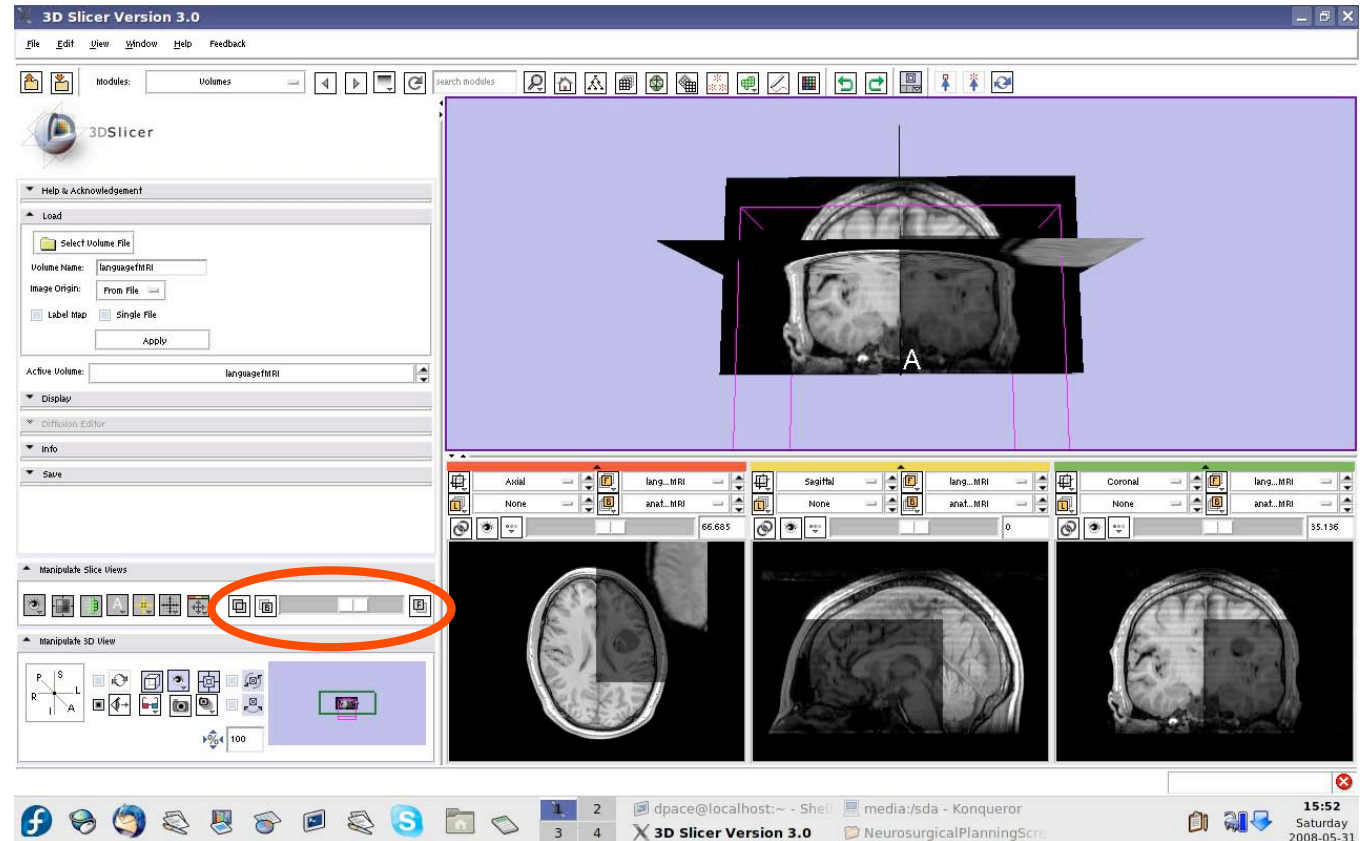 3D Slicer Version 3.0
File Edit View Window Help Feedback
Modules: Volumes search modules
3DSlicer
Help & Acknowledgement
Load
Select Volume File
Volume Name: languagefMRI
Image Origin: From File
Label Map Single File
Apply
Active Volume: languagefMRI
Display
Diffusion Editor
Info
Save
A
Axial F lang...MRI Sagittal F lang...MRI Coronal F lang...MRI
L None B anat...MRI L None B anat...MRI L None B anat...MRI
66.685 0 35.136
Manipulate Slice Views
A B F
Manipulate 3D View
P S
R L
I A
% 100
1 2 dpace@localhost:~ - Shell media:/sda - Konqueror 15:52
3 4 3D Slicer Version 3.0 NeurosurgicalPlanningScre Saturday
2008-05-31